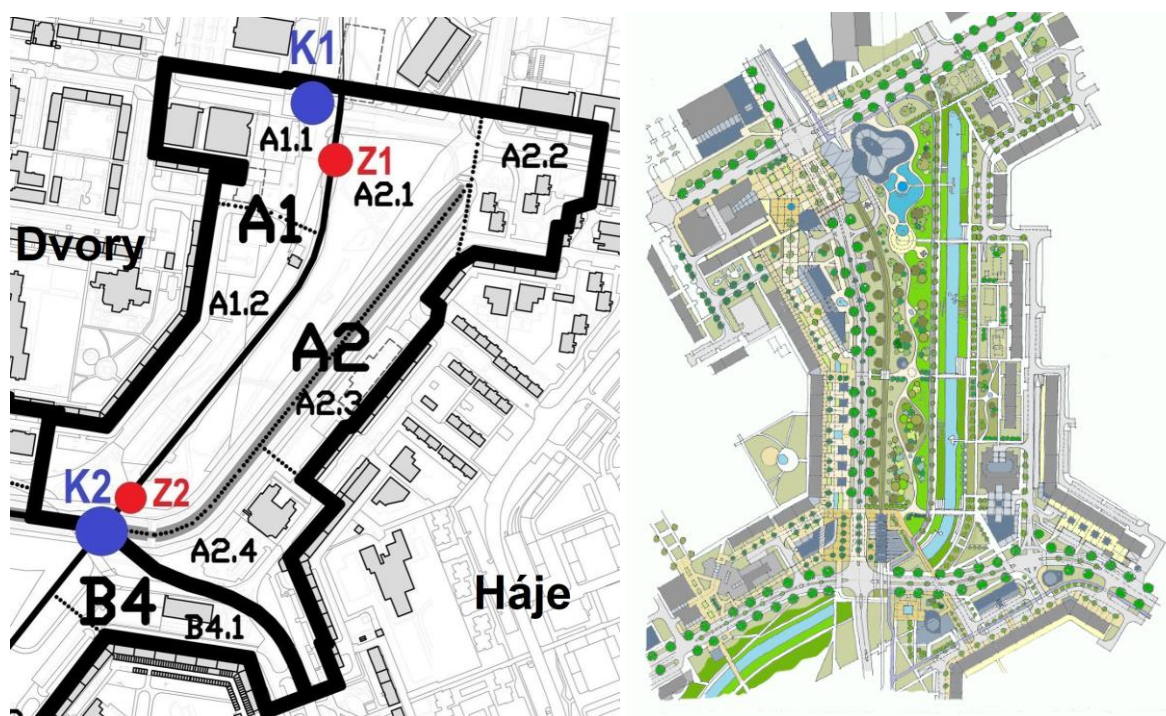 K1
A1.1
Z1
A2.2
A2.1
A1
Dvory
A1.2
A2
A2.3
K2
Z2
A2.4
B4
B4.1
Háje